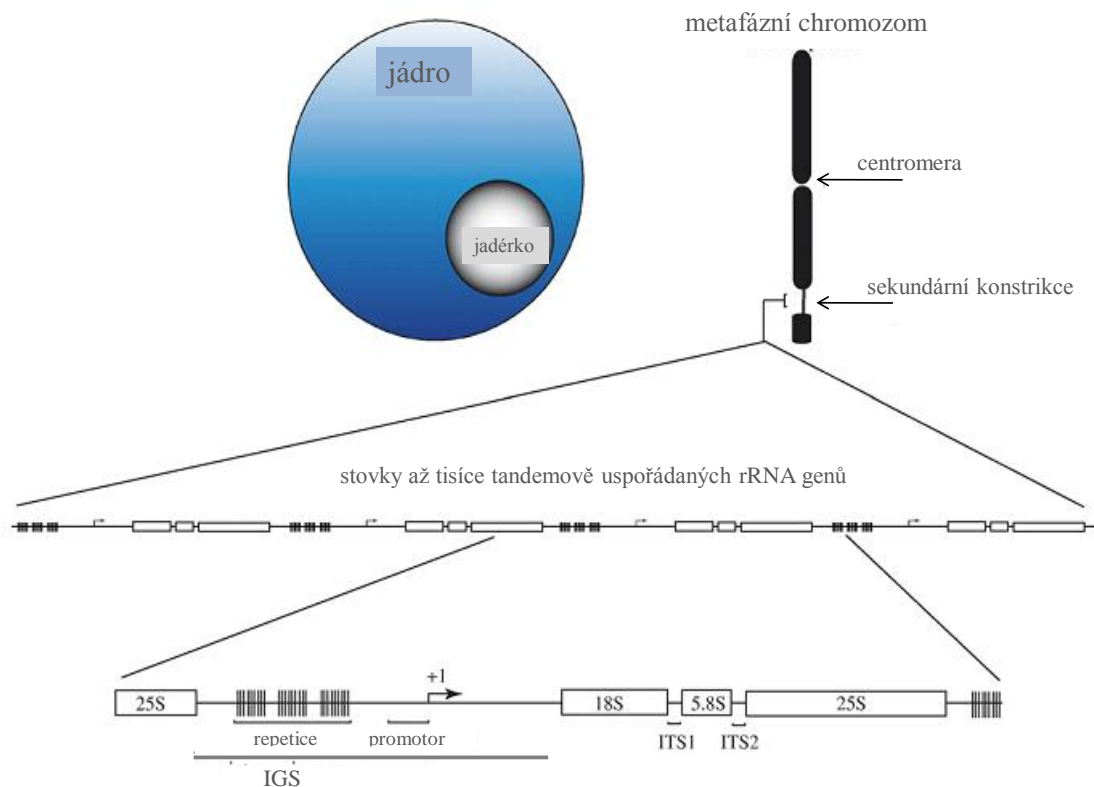 metafázní chromozom
jádro
centromera
jadérko
sekundární konstrikce
stovky až tisíce tandemově uspořádaných rRNA genů
+1
25S
18S
5.8S
25S
repetice
promotor
ITS1
ITS2
IGS